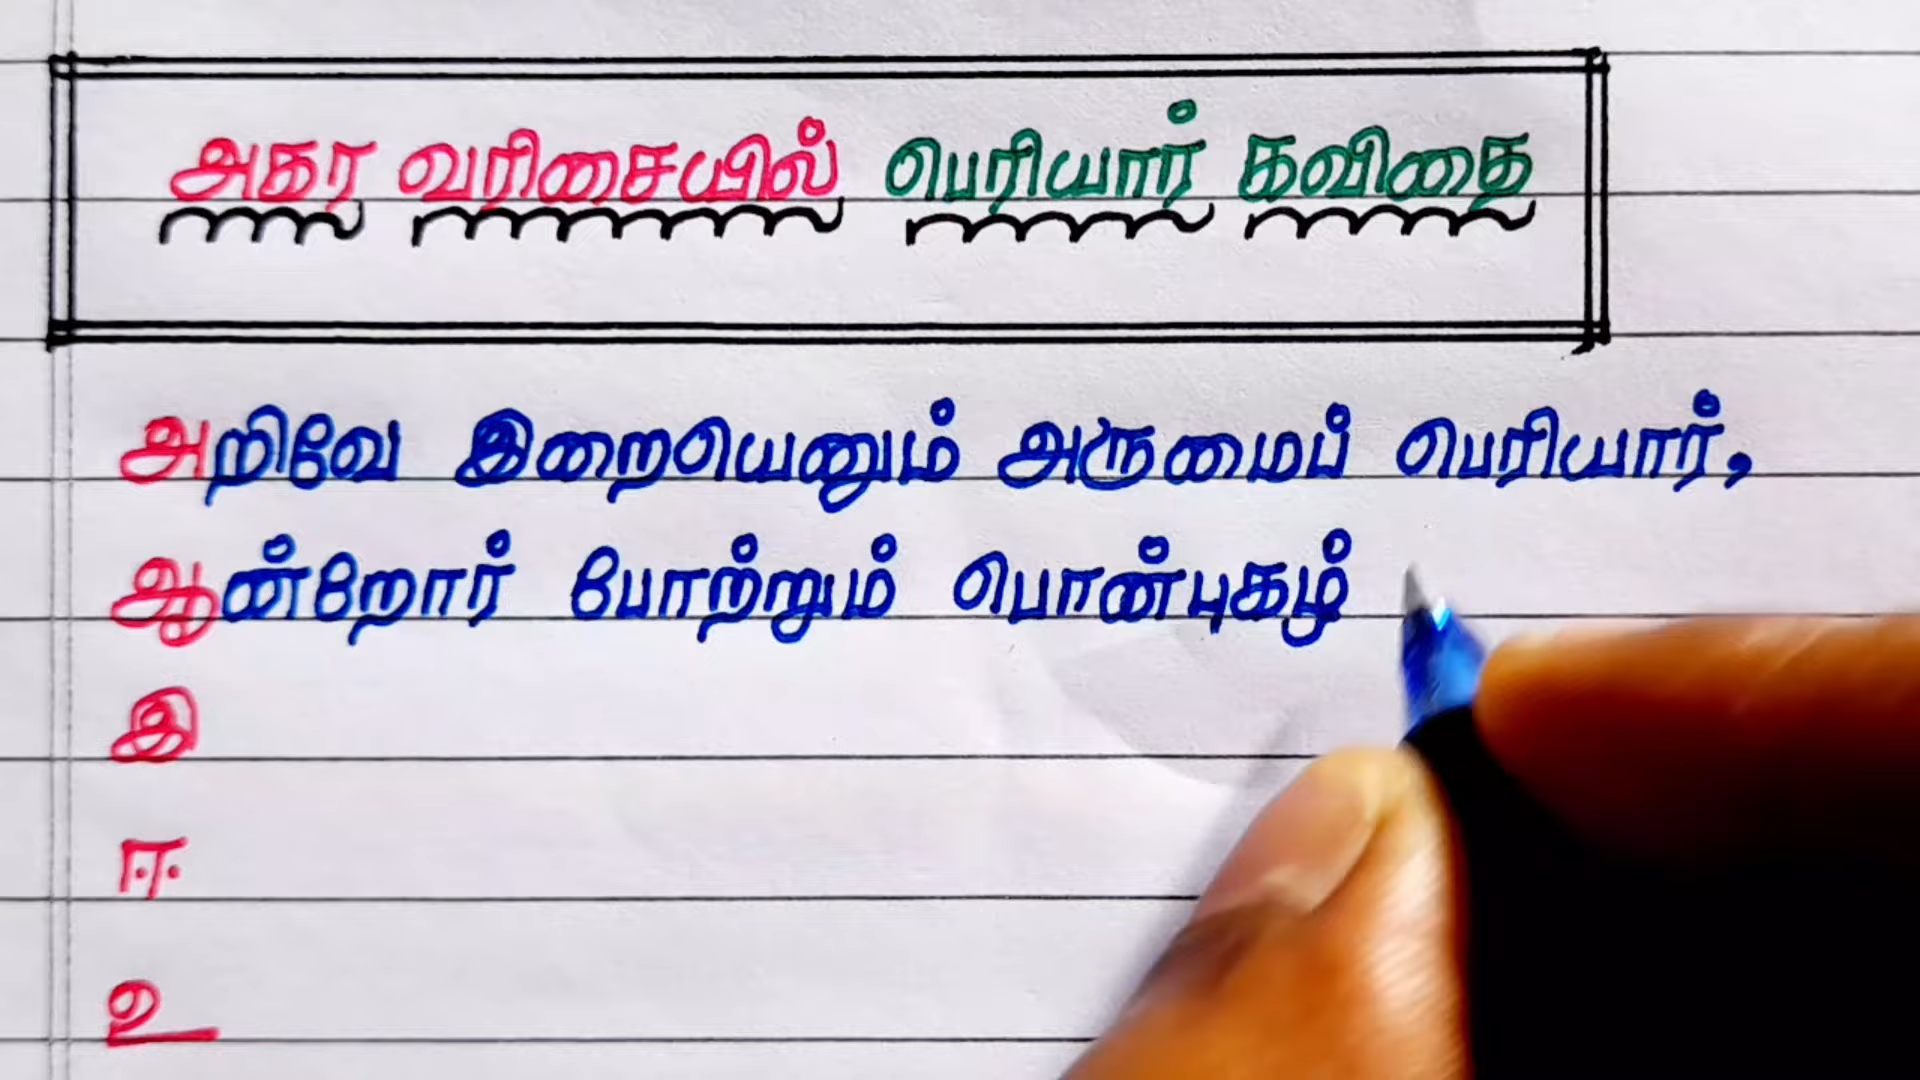 அகர வரிசையில் பெரியார் கவிதை
அறிவே இறையெனும் அருமைப் பெரியார்,
ஆன்றோர் போற்றும் பொன்புகழ்
இ
ஈ
உ